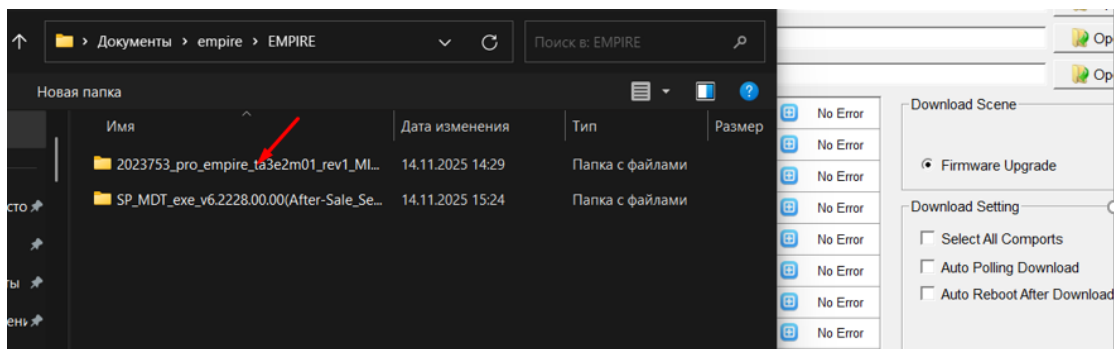 Документы > empire > EMPIRE
Поиск в: EMPIRE
Новая папка
Имя Дата изменения Тип Размер
2023753_pro_empire_ta3e2m01_rev1_MI... 14.11.2025 14:29 Папка с файлами
SP_MDT_exe_v6.2228.00.00(After-Sale_Se... 14.11.2025 15:24 Папка с файлами
Op
Op
No Error
No Error
No Error
No Error
No Error
No Error
No Error
No Error
Download Scene
Firmware Upgrade
Download Setting
Select All Comports
Auto Polling Download
Auto Reboot After Download